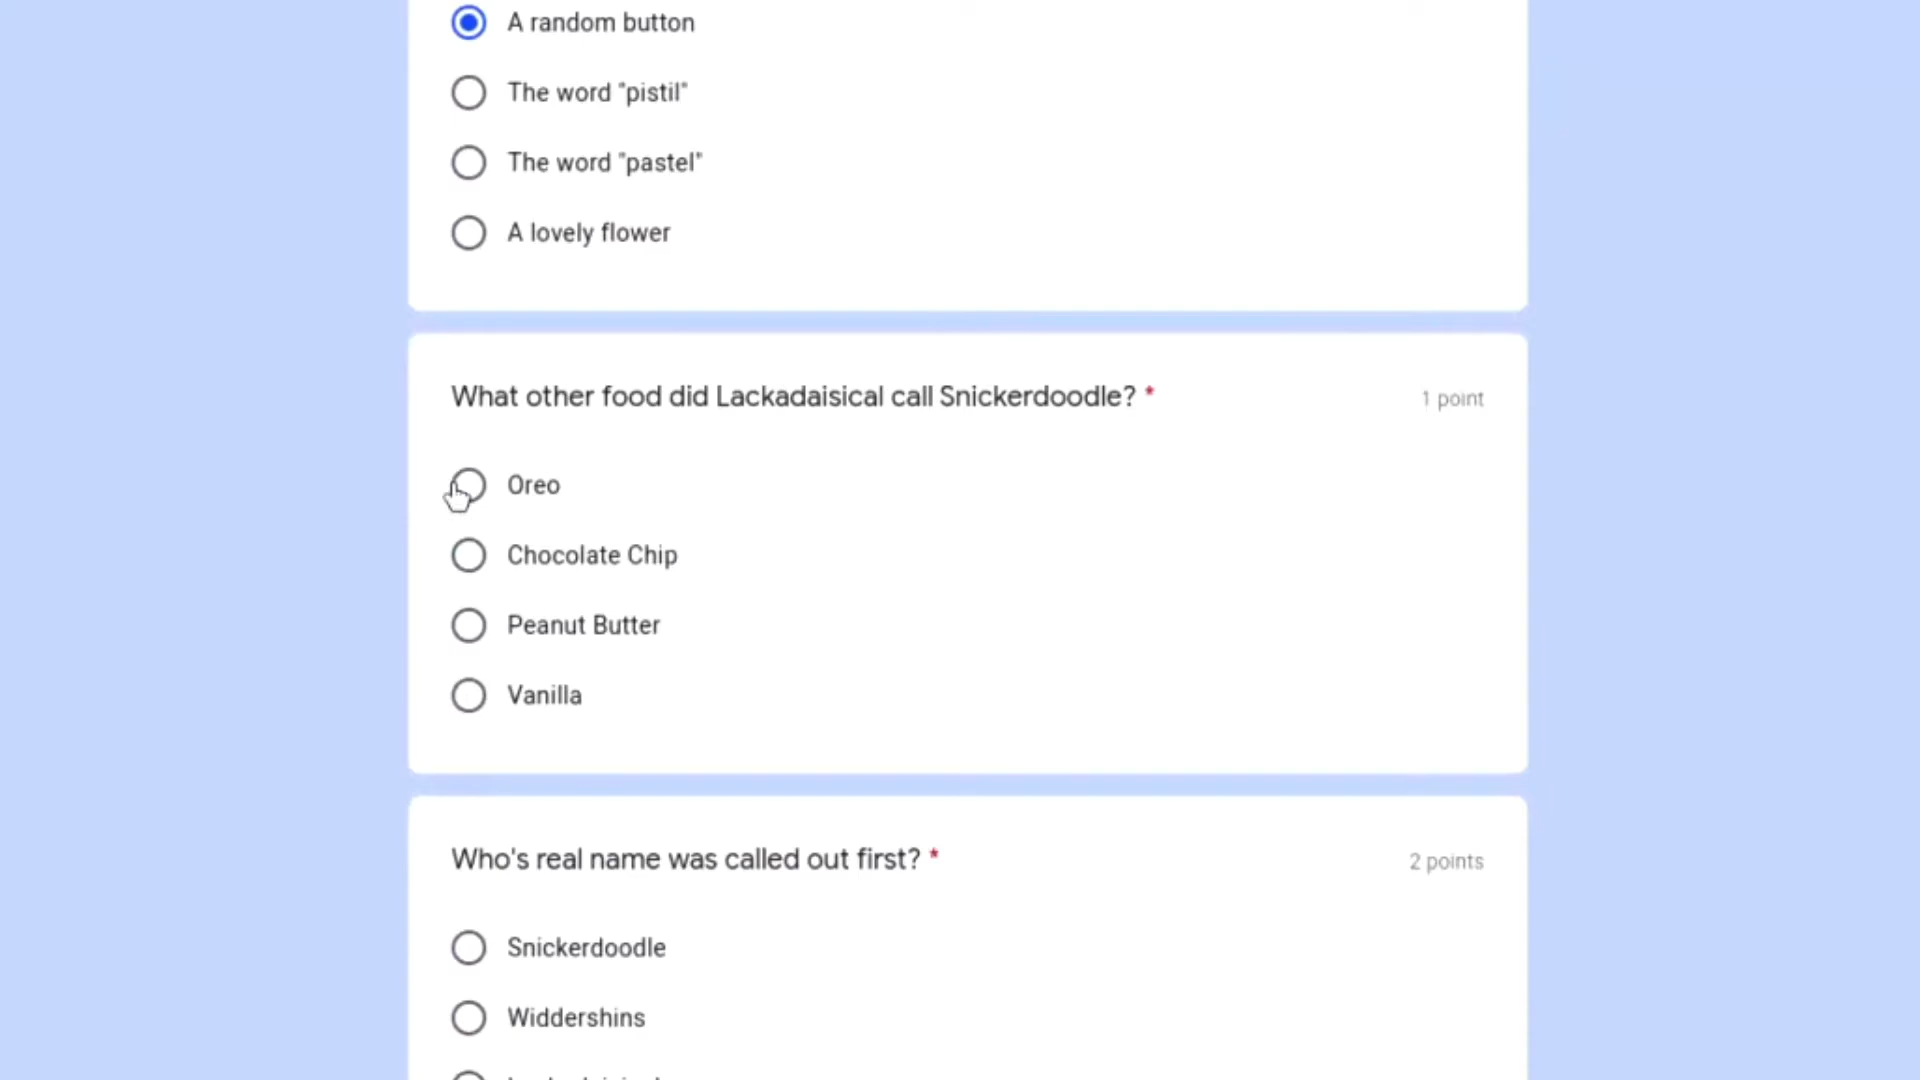 A random button
The word "pistil"
The word "pastel"
A lovely flower
What other food did Lackadaisical call Snickerdoodle? *
1 point
Oreo
Chocolate Chip
Peanut Butter
Vanilla
Who's real name was called out first? *
2 points
Snickerdoodle
Widdershins